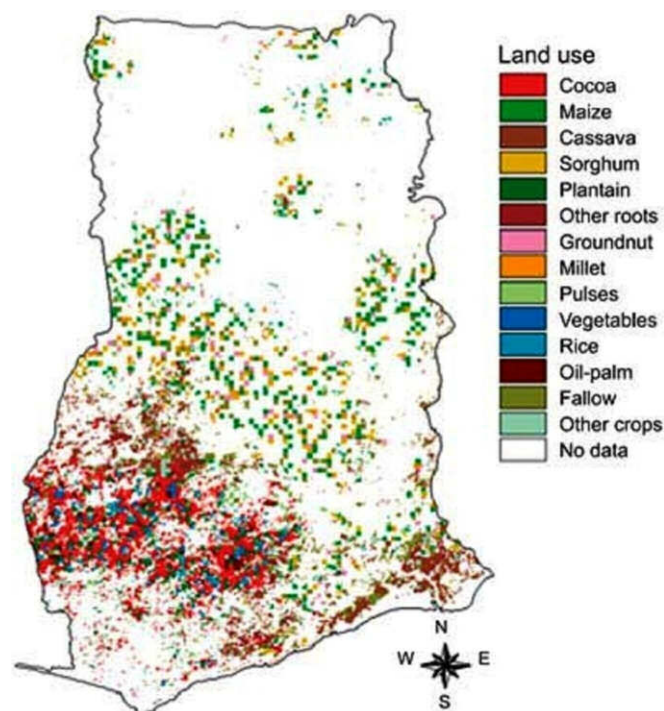 Land use
Cocoa
Maize
Cassava
Sorghum
Plantain
Other roots
Groundnut
Millet
Pulses
Vegetables
Rice
Oil-palm
Fallow
Other crops
No data
N
W E
S